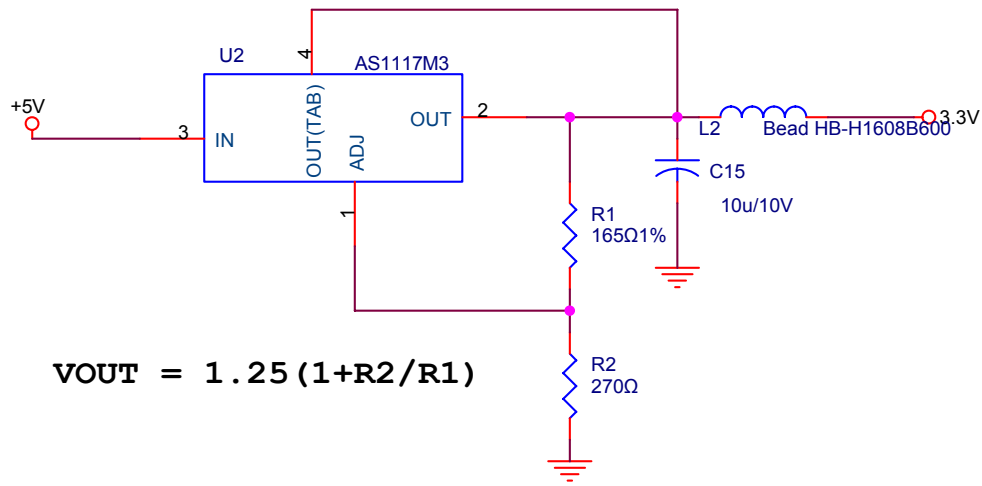 U2
4
AS1117M3
+5V
3
IN
OUT(TAB)
ADJ
OUT
2
1
L2
Bead HB-H1608B600
3.3V
C15
10u/10V
R1
165Ω1%
R2
270Ω
VOUT = 1.25(1+R2/R1)